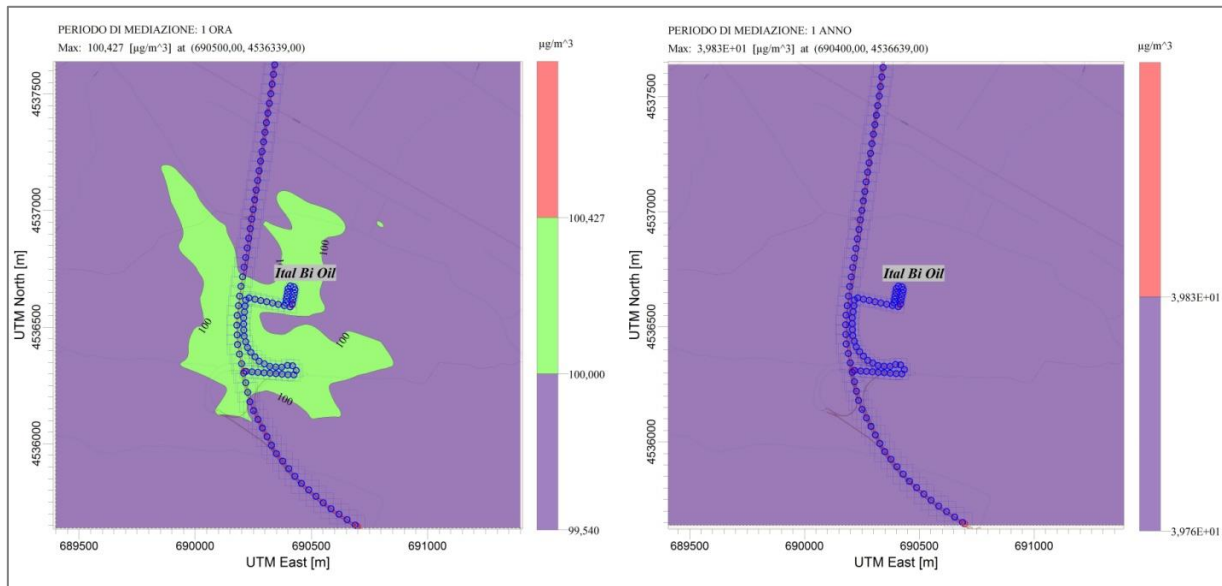 PERIODO DI MEDIAZIONE: 1 ORA
Max: 100,427 [µg/m^3] at (690500,00, 4536339,00)
µg/m^3
4537500
4537000
4536500
4536000
UTM North [m]
100
Ital Bi Oil
100
100
100
100,427
100,000
99,540
689500
690000
690500
691000
UTM East [m]
PERIODO DI MEDIAZIONE: 1 ANNO
Max: 3,983E+01 [µg/m^3] at (690400,00, 4536639,00)
µg/m^3
4537500
4537000
4536500
4536000
UTM North [m]
Ital Bi Oil
3,983E+01
3,976E+01
689500
690000
690500
691000
UTM East [m]